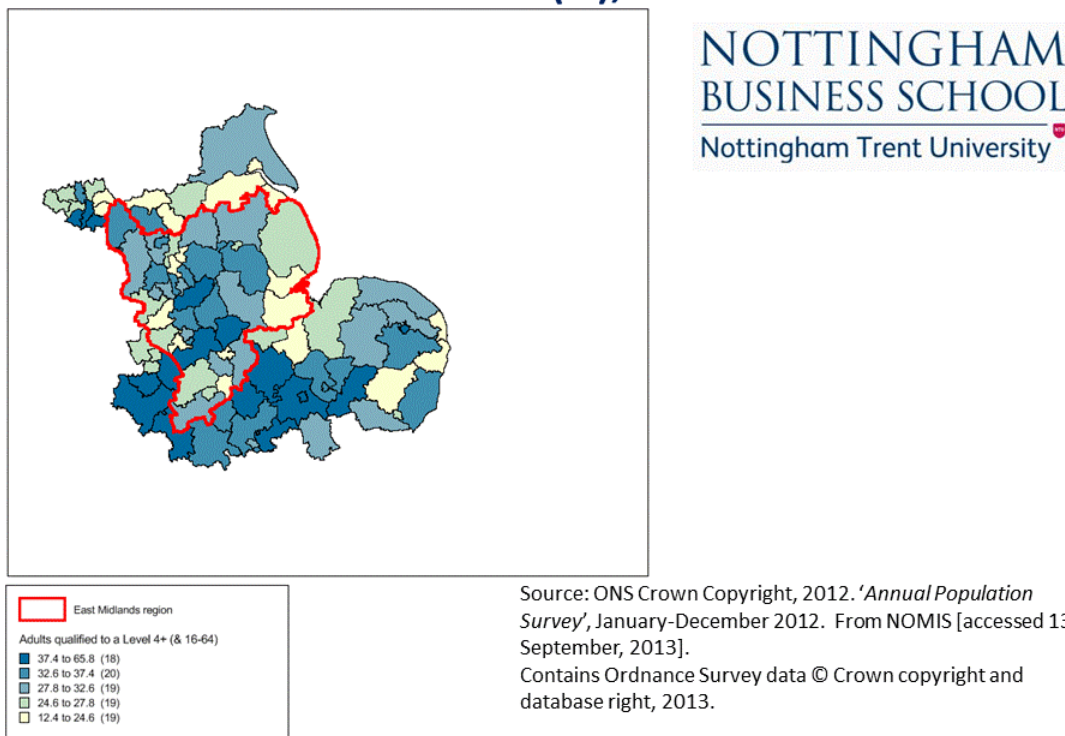 NOTTINGHAM
BUSINESS SCHOOL
Nottingham Trent University
East Midlands region
Adults qualified to a Level 4+ (& 16-64)
37.4 to 65.8 (18)
32.6 to 37.4 (20)
27.8 to 32.6 (19)
24.6 to 27.8 (19)
12.4 to 24.6 (19)
Source: ONS Crown Copyright, 2012. ‘Annual Population
Survey’, January-December 2012. From NOMIS [accessed 13
September, 2013].
Contains Ordnance Survey data © Crown copyright and
database right, 2013.